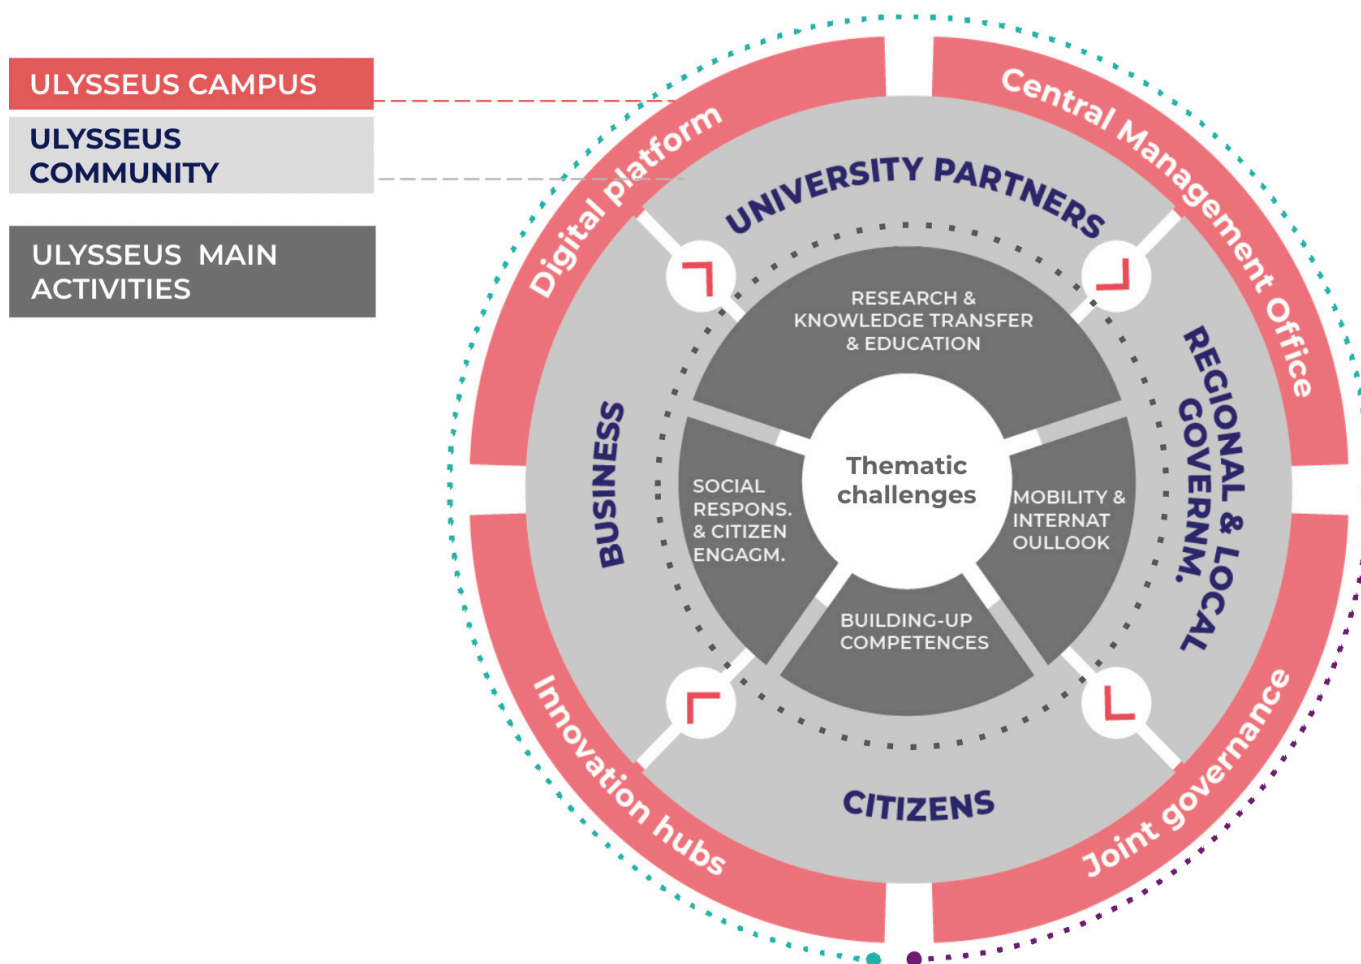 ULYSSEUS CAMPUS
ULYSSEUS
COMMUNITY
ULYSSEUS MAIN
ACTIVITIES
Digital platform
Central Management Office
UNIVERSITY PARTNERS
RESEARCH &
KNOWLEDGE TRANSFER
& EDUCATION
BUSINESS
REGIONAL & LOCAL
GOVERNM.
Thematic
challenges
SOCIAL
RESPONS.
& CITIZEN
ENGAGM.
MOBILITY &
INTERNAT
OULLOOK
BUILDING-UP
COMPETENCES
CITIZENS
Innovation hubs
Joint governance